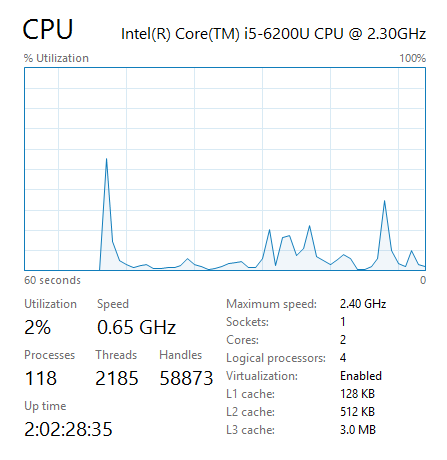 CPU Intel(R) Core(TM) i5-6200U CPU @ 2.30GHz
% Utilization 100%
60 seconds 0
Utilization Speed
2% 0.65 GHz
Processes Threads Handles
118 2185 58873
Up time
2:02:28:35
Maximum speed: 2.40 GHz
Sockets: 1
Cores: 2
Logical processors: 4
Virtualization: Enabled
L1 cache: 128 KB
L2 cache: 512 KB
L3 cache: 3.0 MB